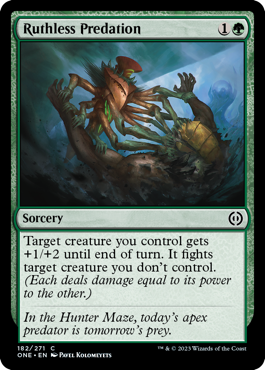 Ruthless Predation 1
Sorcery
Target creature you control gets
+1/+2 until end of turn. It fights
target creature you don't control.
(Each deals damage equal to its power
to the other.)
In the Hunter Maze, today's apex
predator is tomorrow's prey.
182/271 C
ONE • EN Pavel Kolomeyets
™ & © 2023 Wizards of the Coast